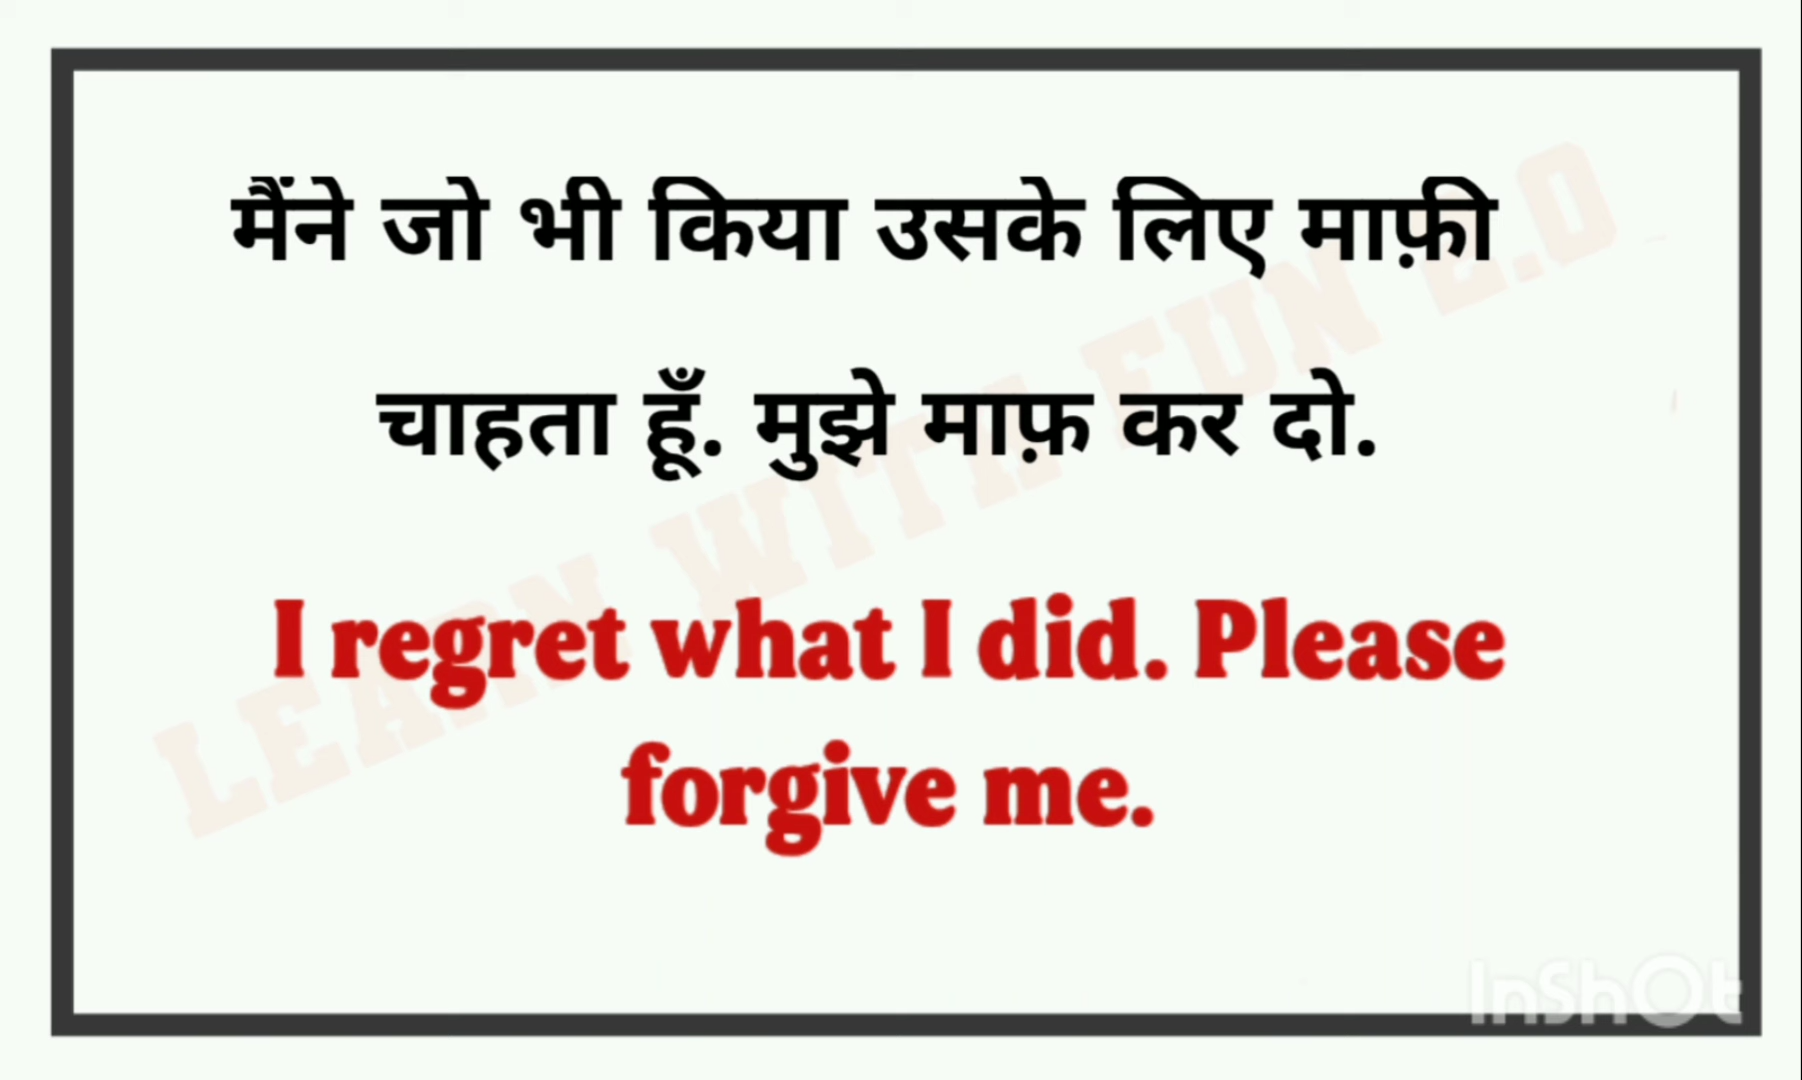 मैंने जो भी किया उसके लिए माफ़ी
चाहता हूँ. मुझे माफ़ कर दो.
I regret what I did. Please
forgive me.
LEARN WITH FUN 2.0
InShOt